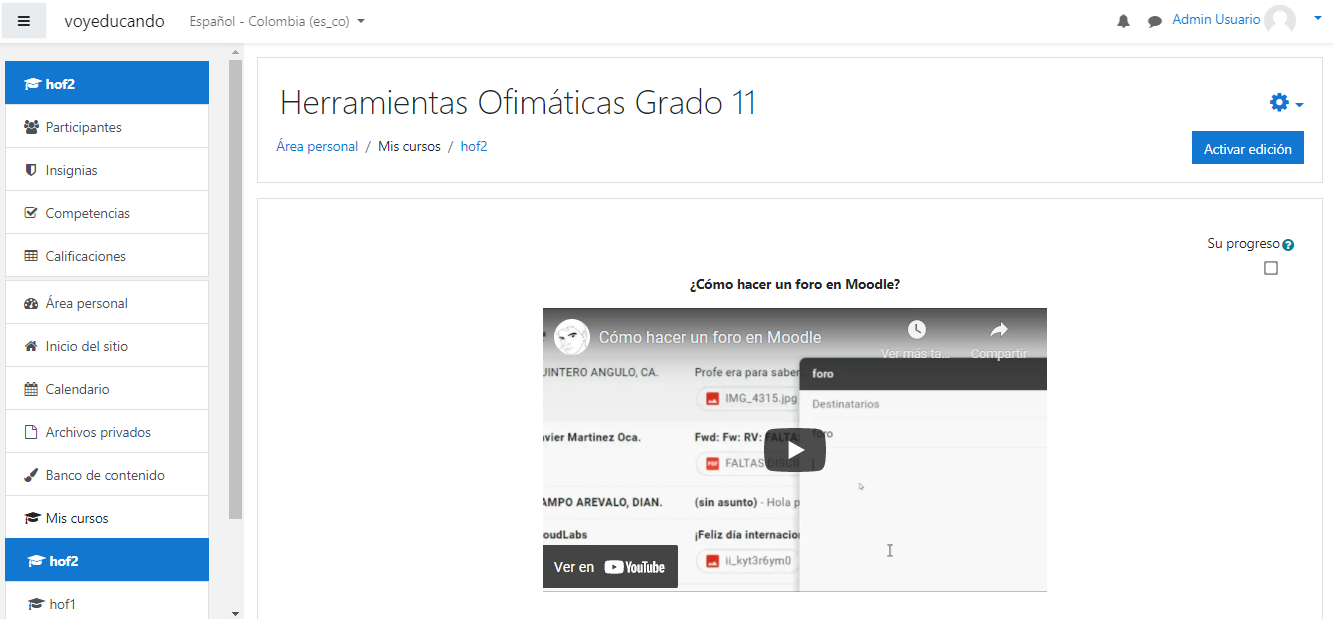 voyeducando Español - Colombia (es_co) Admin Usuario
hof2
Participantes
Insignias
Competencias
Calificaciones
Área personal
Inicio del sitio
Calendario
Archivos privados
Banco de contenido
Mis cursos
hof2
hof1
Herramientas Ofimáticas Grado 11
Área personal / Mis cursos / hof2
Activar edición
Su progreso
¿Cómo hacer un foro en Moodle?
Cómo hacer un foro en Moodle
Ver más ta... Compartir
UINTERO ANGULO, CA. Profe era para saber
IMG_4315.jpg
vier Martinez Oca. Fwd: Fw: RV: FALTA
PDF FALTAS DISCI
AMPO AREVALO, DIAN. (sin asunto) - Hola p
oudLabs ¡Feliz día internacio
ii_kyt3r6ym0
foro
Destinatarios
foro
Ver en YouTube